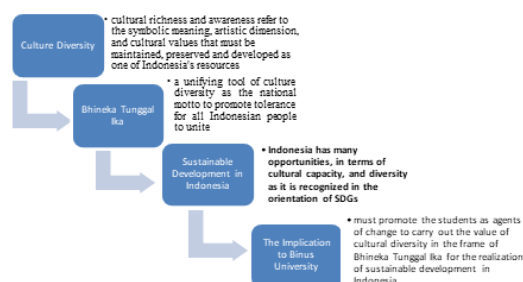 Culture Diversity
• cultural richness and awareness refer to
the symbolic meaning, artistic dimension,
and cultural values that must be
maintained, preserved and developed as
one of Indonesia's resources
Bhineka Tunggal
Ika
• a unifying tool of culture
diversity as the national
motto to promote tolerance
for all Indonesian people
to unite
Sustainable
Development in
Indonesia
• Indonesia has many
opportunities, in terms of
cultural capacity, and diversity
as it is recognized in the
orientation of SDGs
The Implication
to Binus
University
• must promote the students as agents
of change to carry out the value of
cultural diversity in the frame of
Bhineka Tunggal Ika for the realization
of sustainable development in
Indonesia